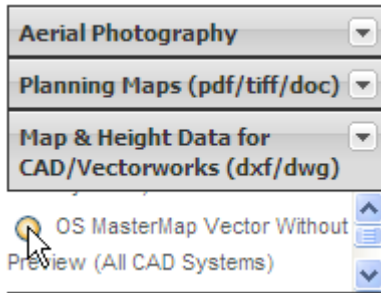 Aerial Photography
Planning Maps (pdf/tiff/doc)
Map & Height Data for
CAD/Vectorworks (dxf/dwg)
OS MasterMap Vector Without
Preview (All CAD Systems)